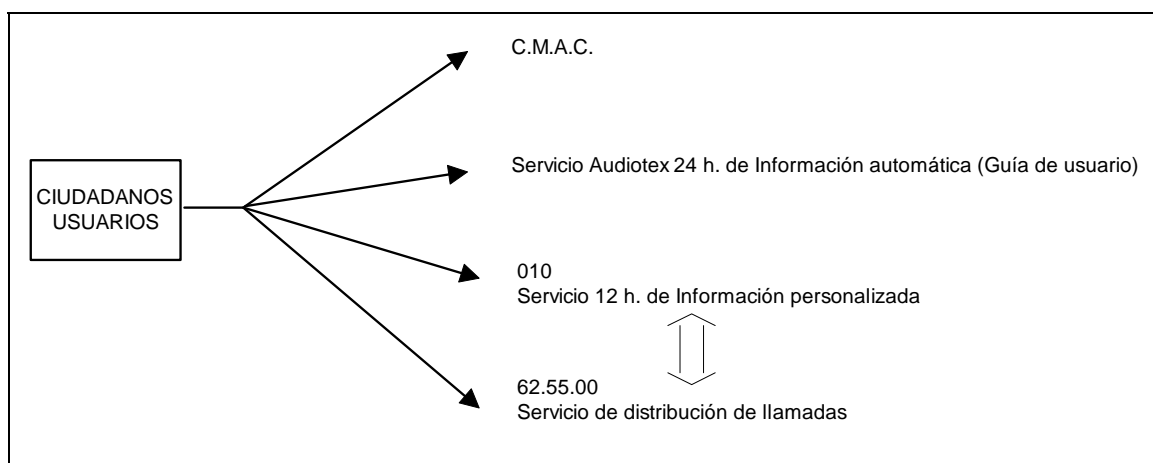 C.M.A.C.
CIUDADANOS
USUARIOS
Servicio Audiotex 24 h. de Información automática (Guía de usuario)
010
Servicio 12 h. de Información personalizada
62.55.00
Servicio de distribución de llamadas